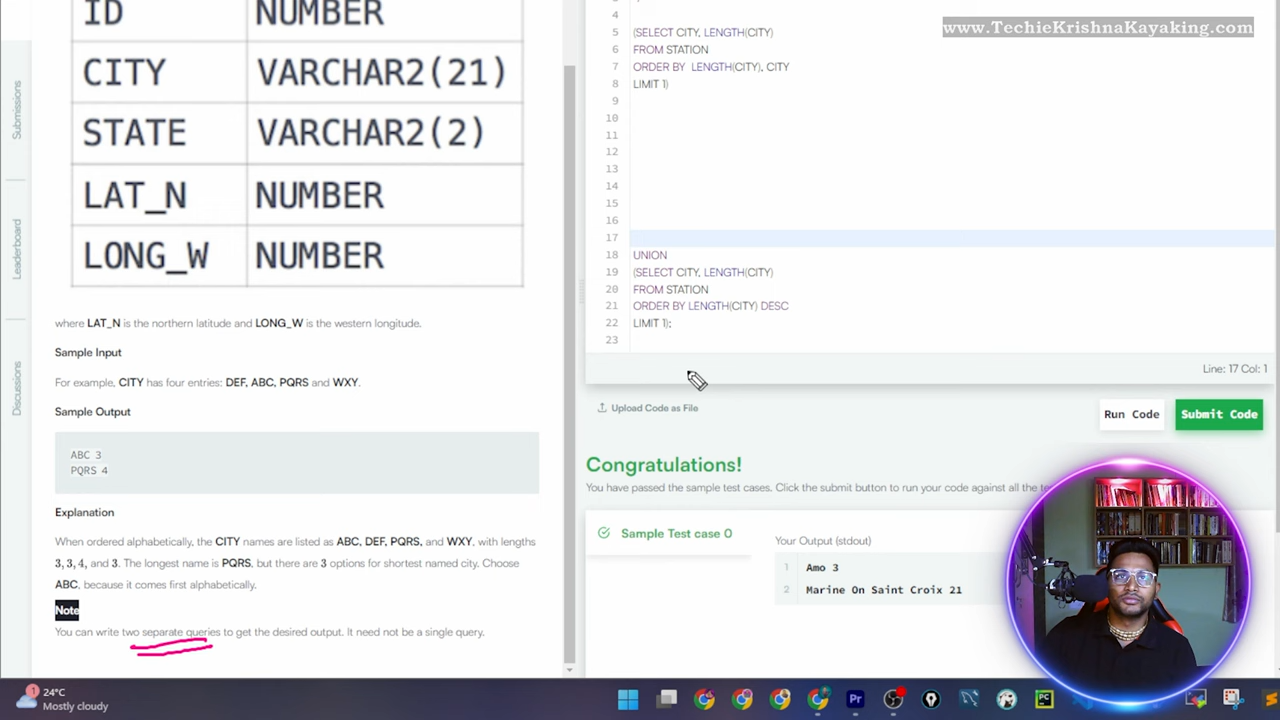 www.TechieKrishnaKayaking.com
ID NUMBER
CITY VARCHAR2(21)
STATE VARCHAR2(2)
LAT_N NUMBER
LONG_W NUMBER
Submissions
Leaderboard
Discussions
where LAT_N is the northern latitude and LONG_W is the western longitude.
Sample Input
For example, CITY has four entries: DEF, ABC, PQRS and WXY.
Sample Output
ABC 3
PQRS 4
Explanation
When ordered alphabetically, the CITY names are listed as ABC, DEF, PQRS, and WXY, with lengths
3, 3, 4, and 3. The longest name is PQRS, but there are 3 options for shortest named city. Choose
ABC, because it comes first alphabetically.
Note
You can write two separate queries to get the desired output. It need not be a single query.
4
5 (SELECT CITY, LENGTH(CITY)
6 FROM STATION
7 ORDER BY LENGTH(CITY), CITY
8 LIMIT 1)
9
10
11
12
13
14
15
16
17
18 UNION
19 (SELECT CITY, LENGTH(CITY)
20 FROM STATION
21 ORDER BY LENGTH(CITY) DESC
22 LIMIT 1);
23
Line: 17 Col: 1
Upload Code as File
Run Code
Submit Code
Congratulations!
You have passed the sample test cases. Click the submit button to run your code against all the
Sample Test case 0
Your Output (stdout)
1 Amo 3
2 Marine On Saint Croix 21
1
24°C
Mostly cloudy
Pr
PC